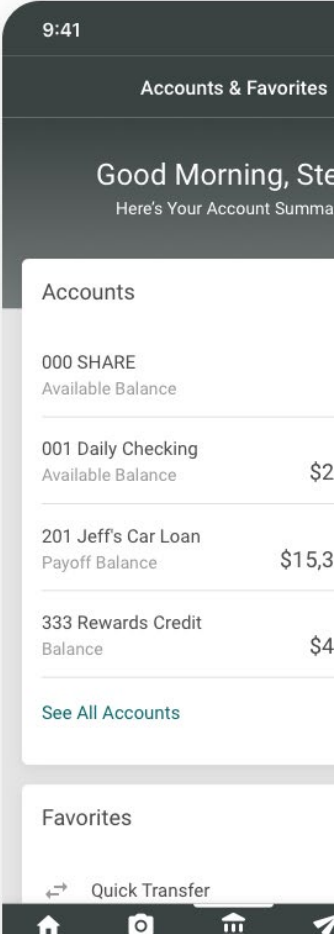 9:41
Accounts & Favorites
Good Morning, Ste
Here's Your Account Summa
Accounts
000 SHARE
Available Balance
001 Daily Checking
Available Balance
$2
201 Jeff's Car Loan
Payoff Balance
$15,3
333 Rewards Credit
Balance
$4
See All Accounts
Favorites
Quick Transfer